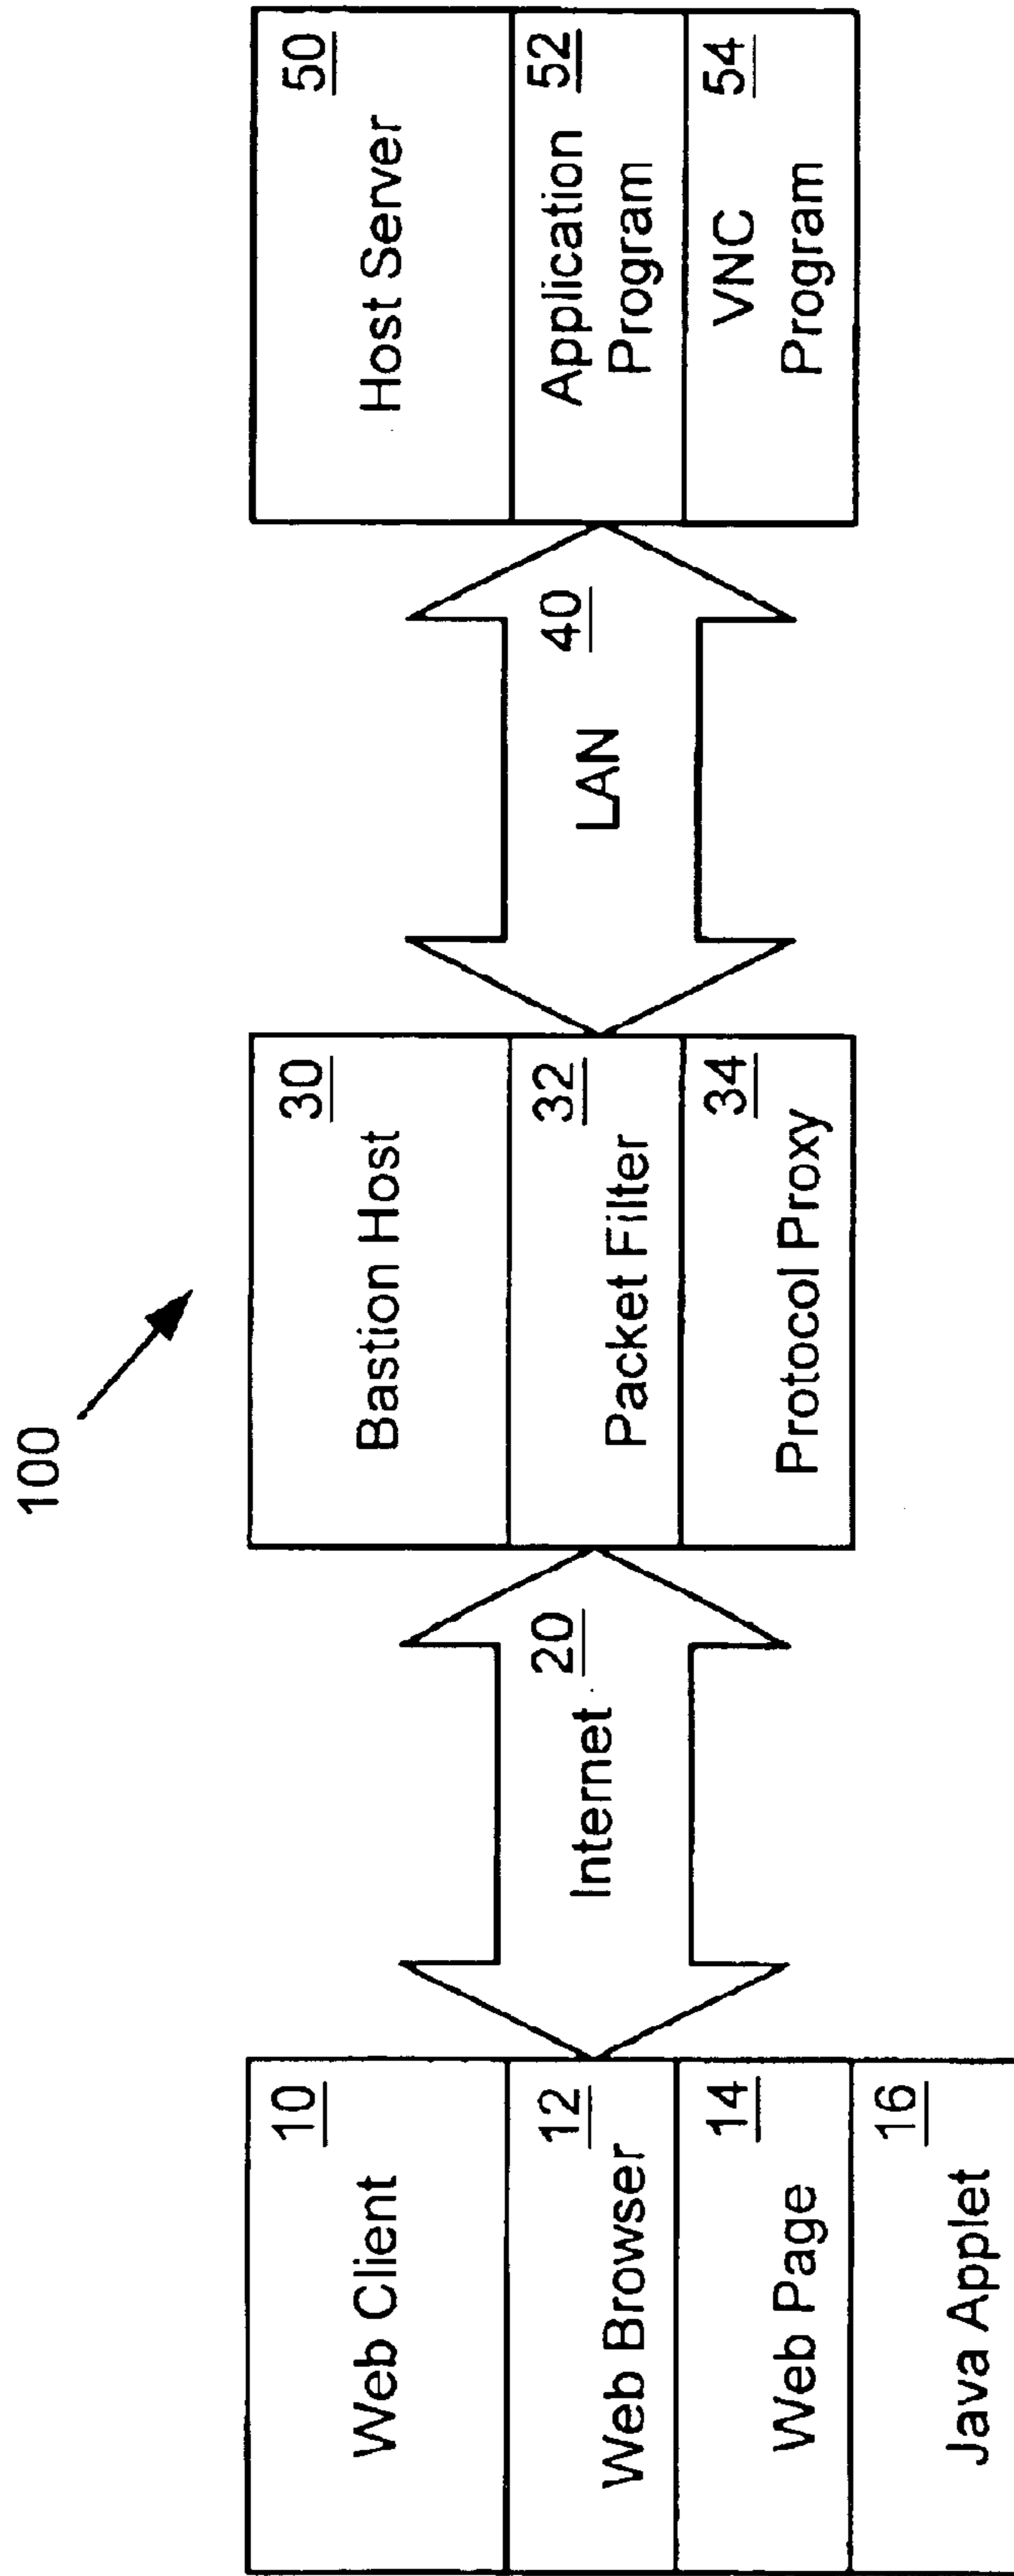 100
Web Client 10
Web Browser 12
Web Page 14
Java Applet 16
Internet 20
Bastion Host 30
Packet Filter 32
Protocol Proxy 34
LAN 40
Host Server 50
Application 52
Program
VNC 54
Program